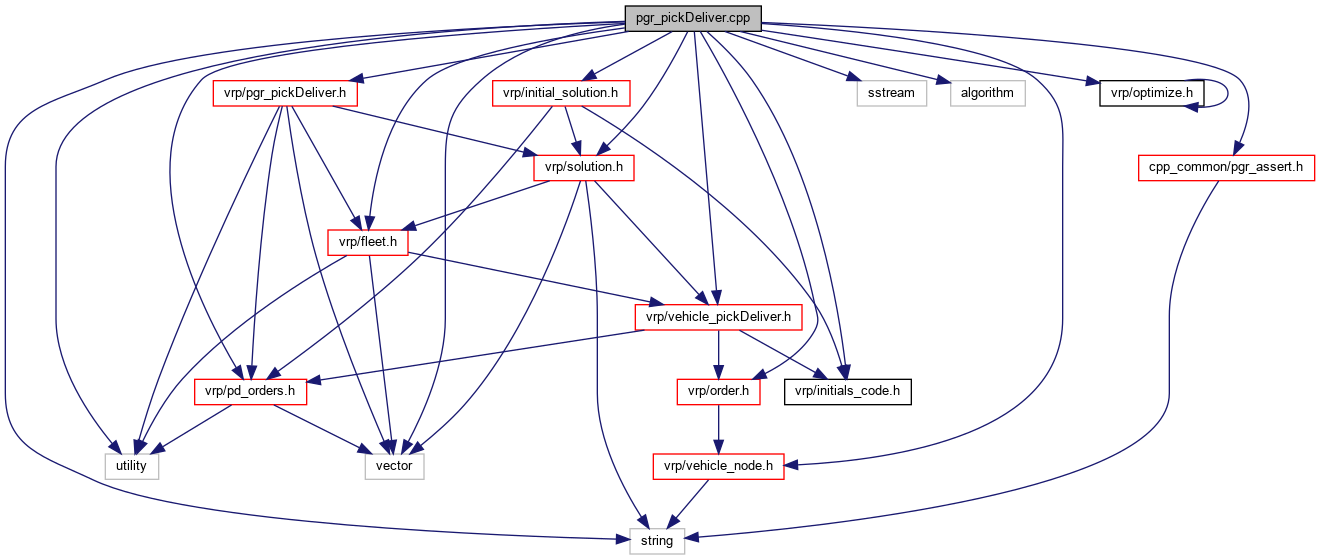 pgr_pickDeliver.cpp
vrp/pgr_pickDeliver.h
vrp/initial_solution.h
sstream
algorithm
vrp/optimize.h
vrp/solution.h
cpp_common/pgr_assert.h
vrp/fleet.h
vrp/vehicle_pickDeliver.h
vrp/pd_orders.h
vrp/order.h
vrp/initials_code.h
utility
vector
vrp/vehicle_node.h
string